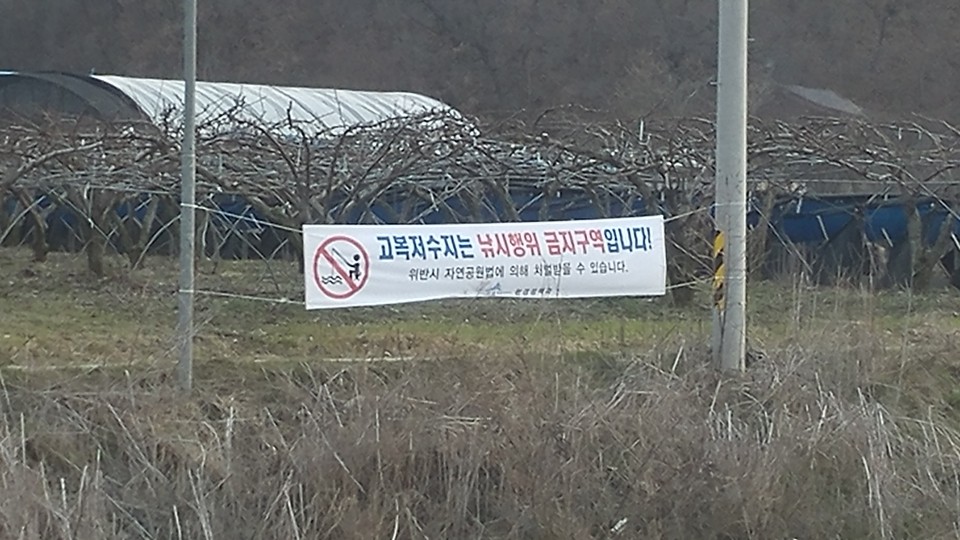 고복저수지는 낚시행위 금지구역입니다!
위반시 자연공원법에 의해 처벌받을 수 있습니다.